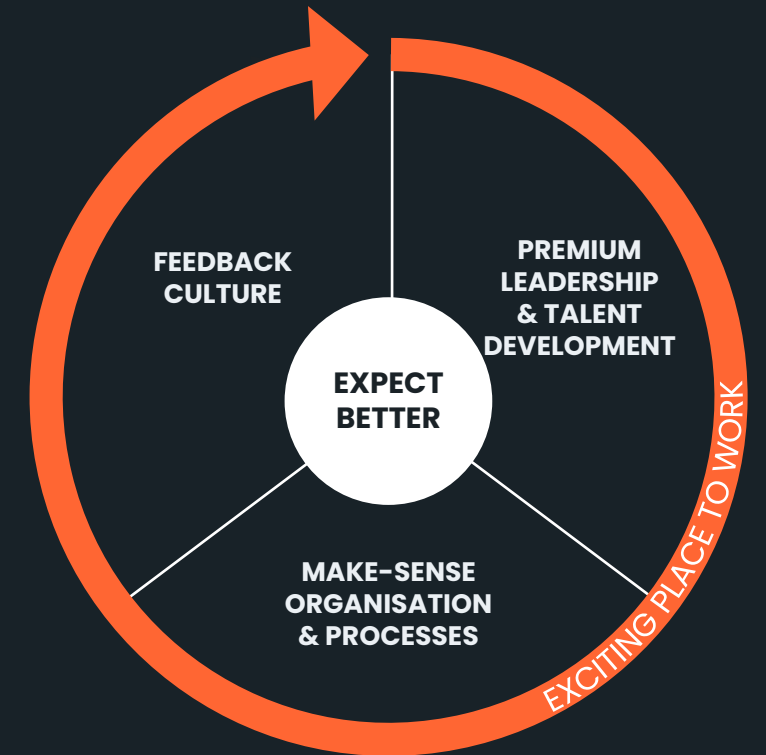 FEEDBACK
CULTURE
PREMIUM
LEADERSHIP
& TALENT
DEVELOPMENT
EXPECT
BETTER
MAKE-SENSE
ORGANISATION
& PROCESSES
EXCITING PLACE TO WORK